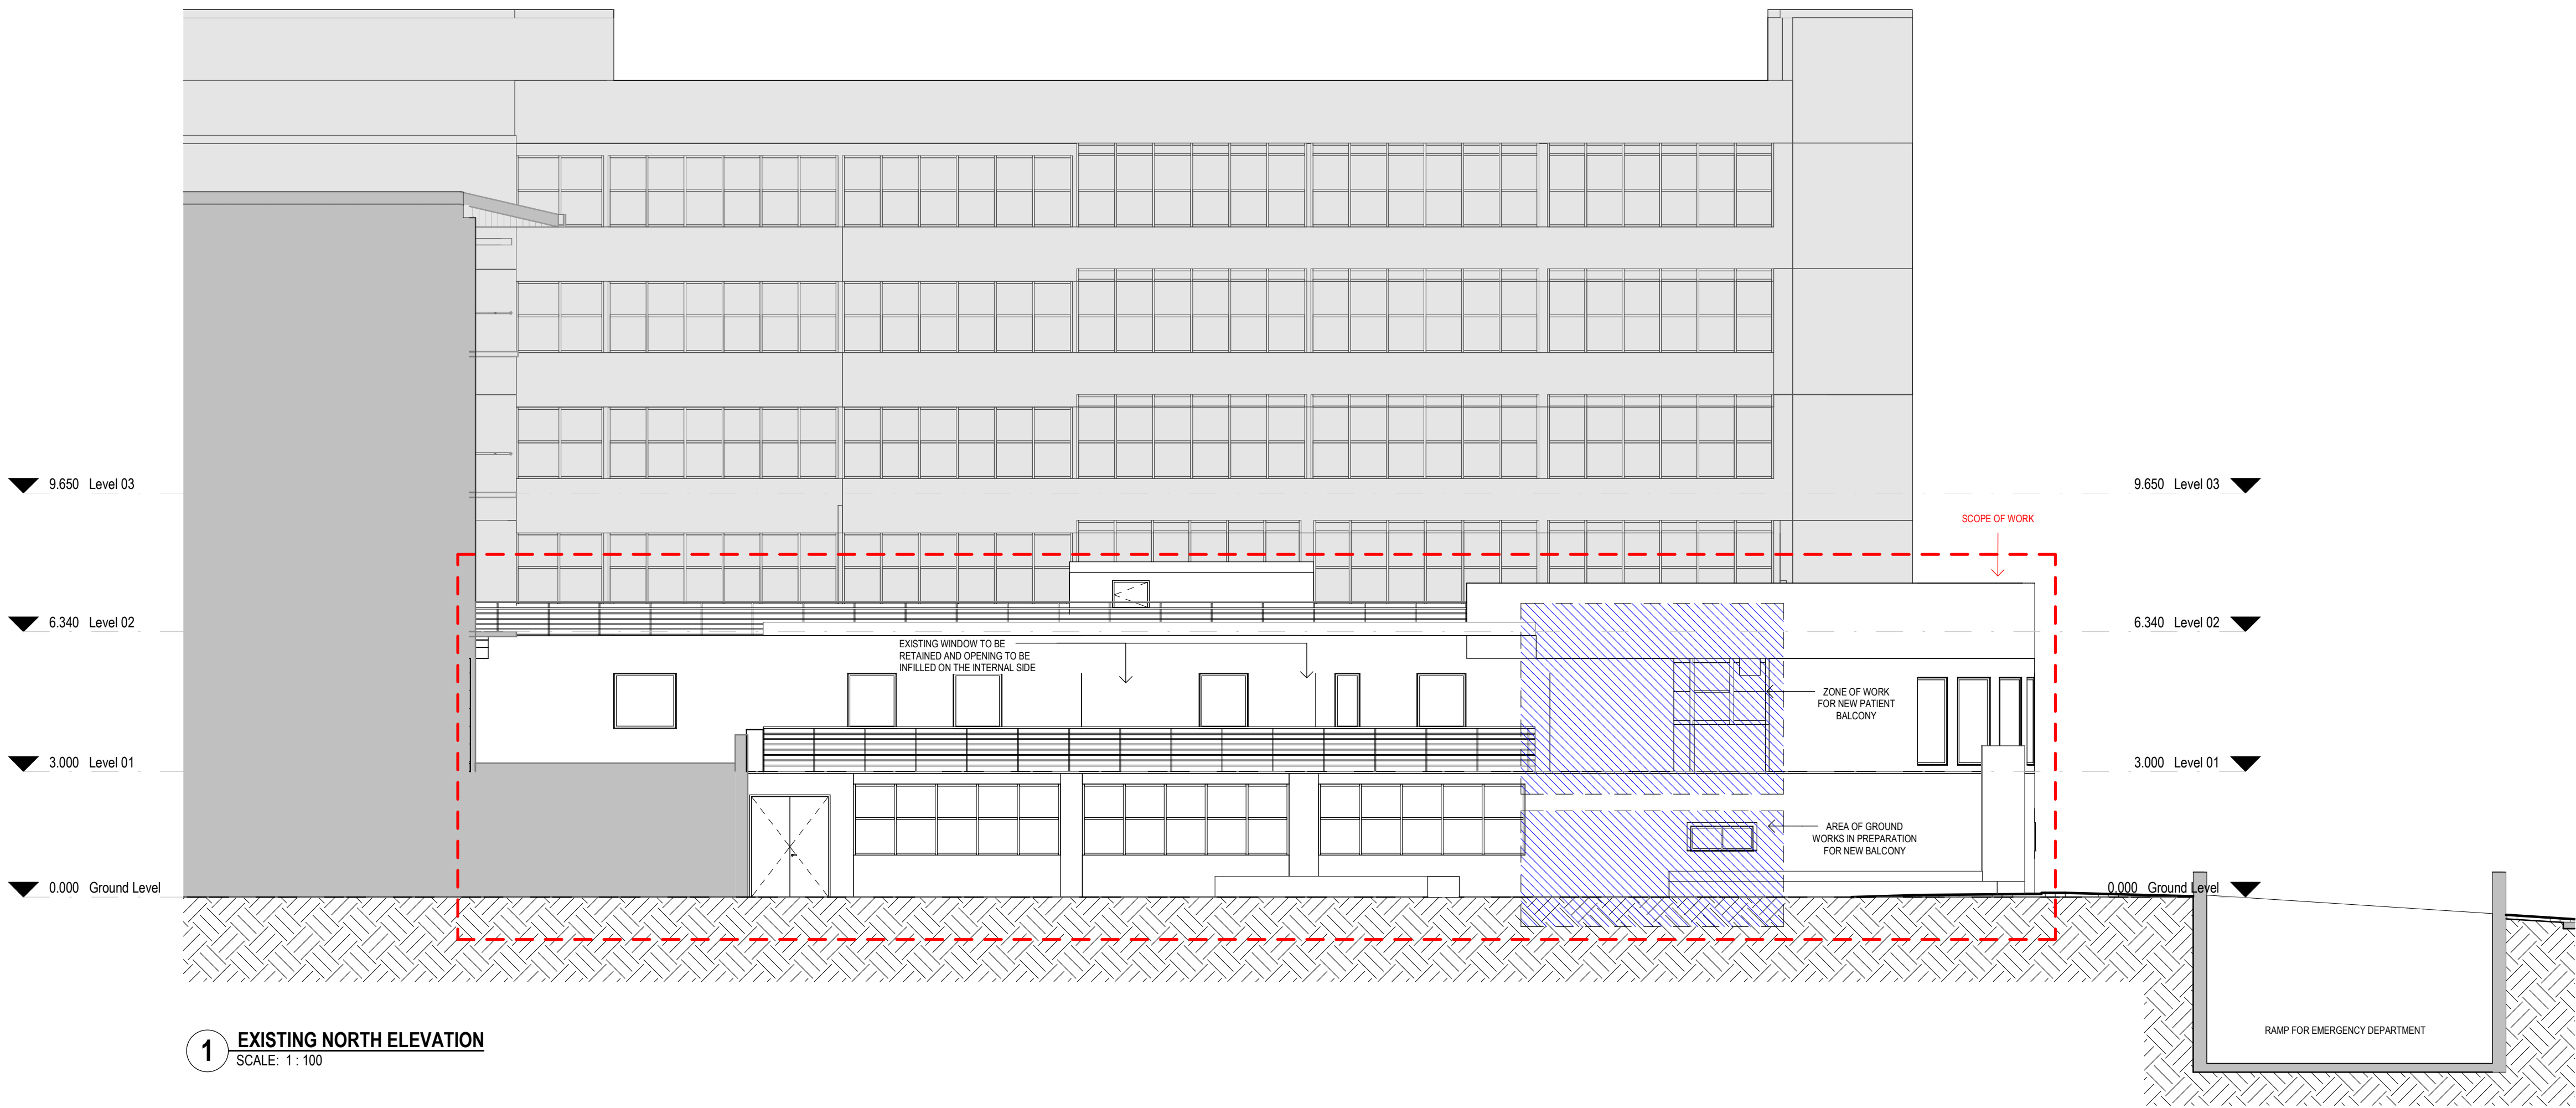 9.650 Level 03
9.650 Level 03
SCOPE OF WORK
6.340 Level 02
6.340 Level 02
EXISTING WINDOW TO BE
RETAINED AND OPENING TO BE
INFILLED ON THE INTERNAL SIDE
ZONE OF WORK
FOR NEW PATIENT
BALCONY
3.000 Level 01
3.000 Level 01
AREA OF GROUND
WORKS IN PREPARATION
FOR NEW BALCONY
0.000 Ground Level
0.000 Ground Level
RAMP FOR EMERGENCY DEPARTMENT
1 EXISTING NORTH ELEVATION
SCALE: 1 : 100